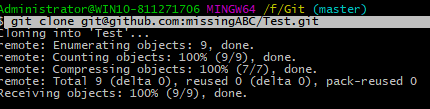 Administrator@WIN10-811271706 MINGW64 /f/Git (master)
$ git clone git@github.com:missingABC/Test.git
Cloning into 'Test'...
remote: Enumerating objects: 9, done.
remote: Counting objects: 100% (9/9), done.
remote: Compressing objects: 100% (7/7), done.
remote: Total 9 (delta 0), reused 0 (delta 0), pack-reused 0
Receiving objects: 100% (9/9), done.